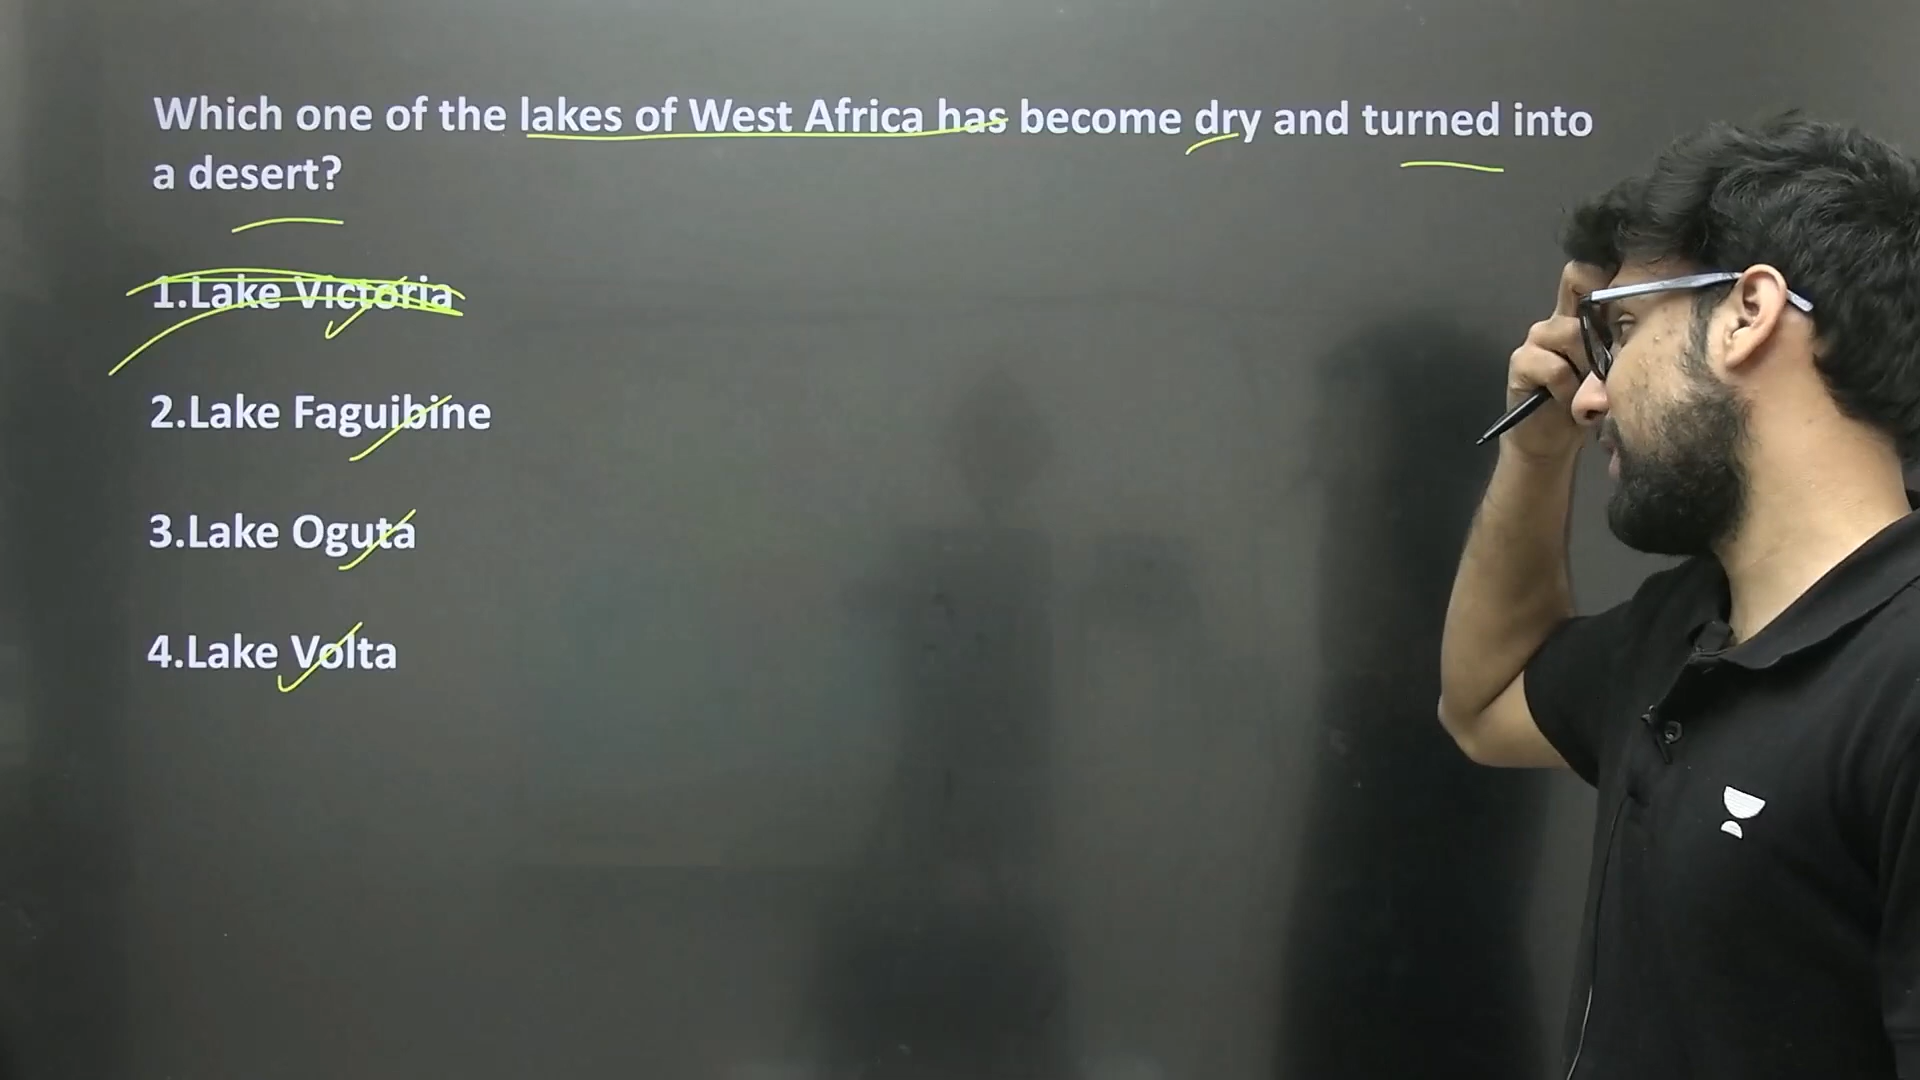 Which one of the lakes of West Africa has become dry and turned into
a desert?
1.Lake Victoria
2.Lake Faguibine
3.Lake Oguta
4.Lake Volta